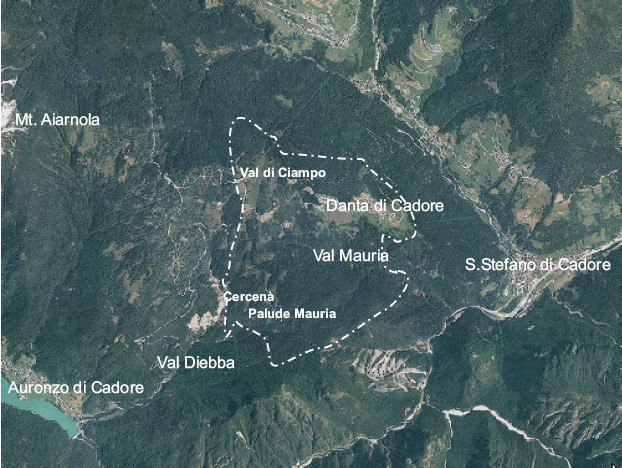 Mt. Aiarnola
Val di Ciampo
Danta di Cadore
Val Mauria
S.Stefano di Cadore
Cercenà
Palude Mauria
Val Diebba
Auronzo di Cadore